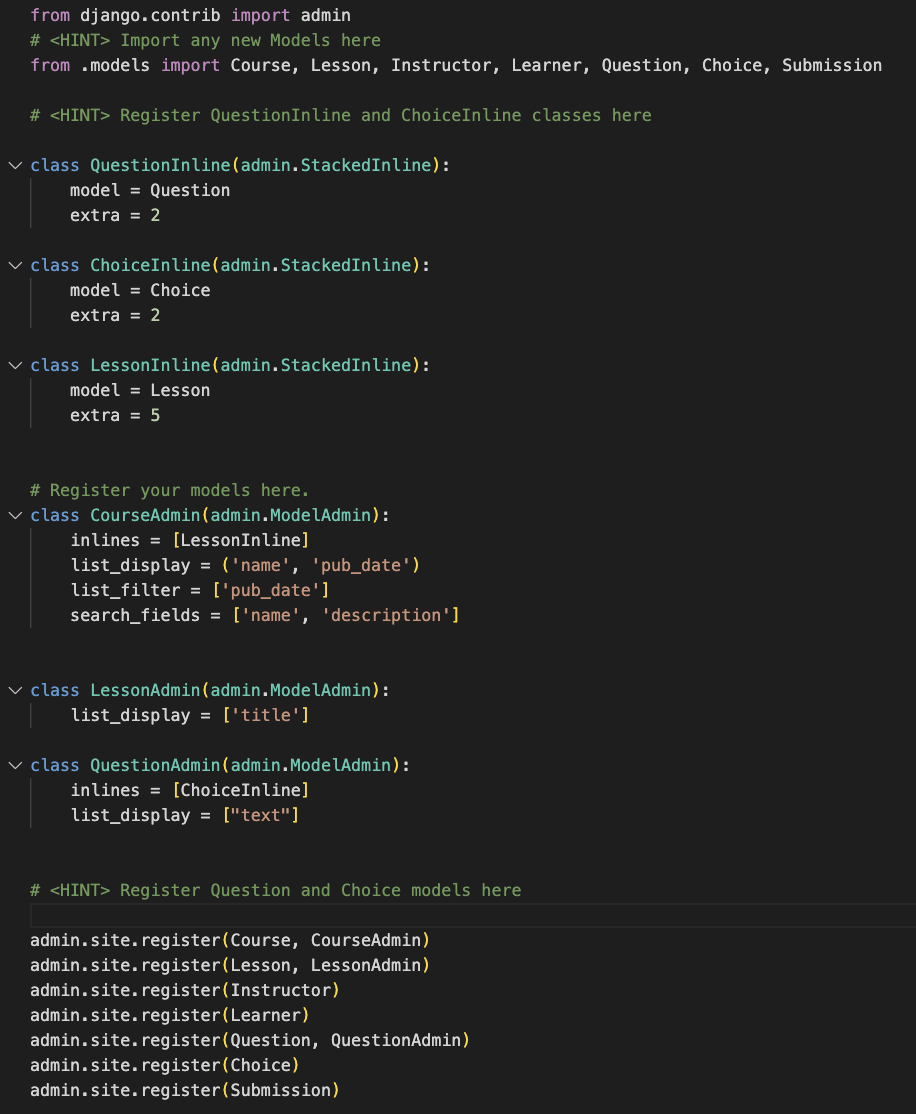 from django.contrib import admin
# <HINT> Import any new Models here
from .models import Course, Lesson, Instructor, Learner, Question, Choice, Submission
# <HINT> Register QuestionInline and ChoiceInline classes here
class QuestionInline(admin.StackedInline):
    model = Question
    extra = 2
class ChoiceInline(admin.StackedInline):
    model = Choice
    extra = 2
class LessonInline(admin.StackedInline):
    model = Lesson
    extra = 5
# Register your models here.
class CourseAdmin(admin.ModelAdmin):
    inlines = [LessonInline]
    list_display = ('name', 'pub_date')
    list_filter = ['pub_date']
    search_fields = ['name', 'description']
class LessonAdmin(admin.ModelAdmin):
    list_display = ['title']
class QuestionAdmin(admin.ModelAdmin):
    inlines = [ChoiceInline]
    list_display = ["text"]
# <HINT> Register Question and Choice models here
admin.site.register(Course, CourseAdmin)
admin.site.register(Lesson, LessonAdmin)
admin.site.register(Instructor)
admin.site.register(Learner)
admin.site.register(Question, QuestionAdmin)
admin.site.register(Choice)
admin.site.register(Submission)